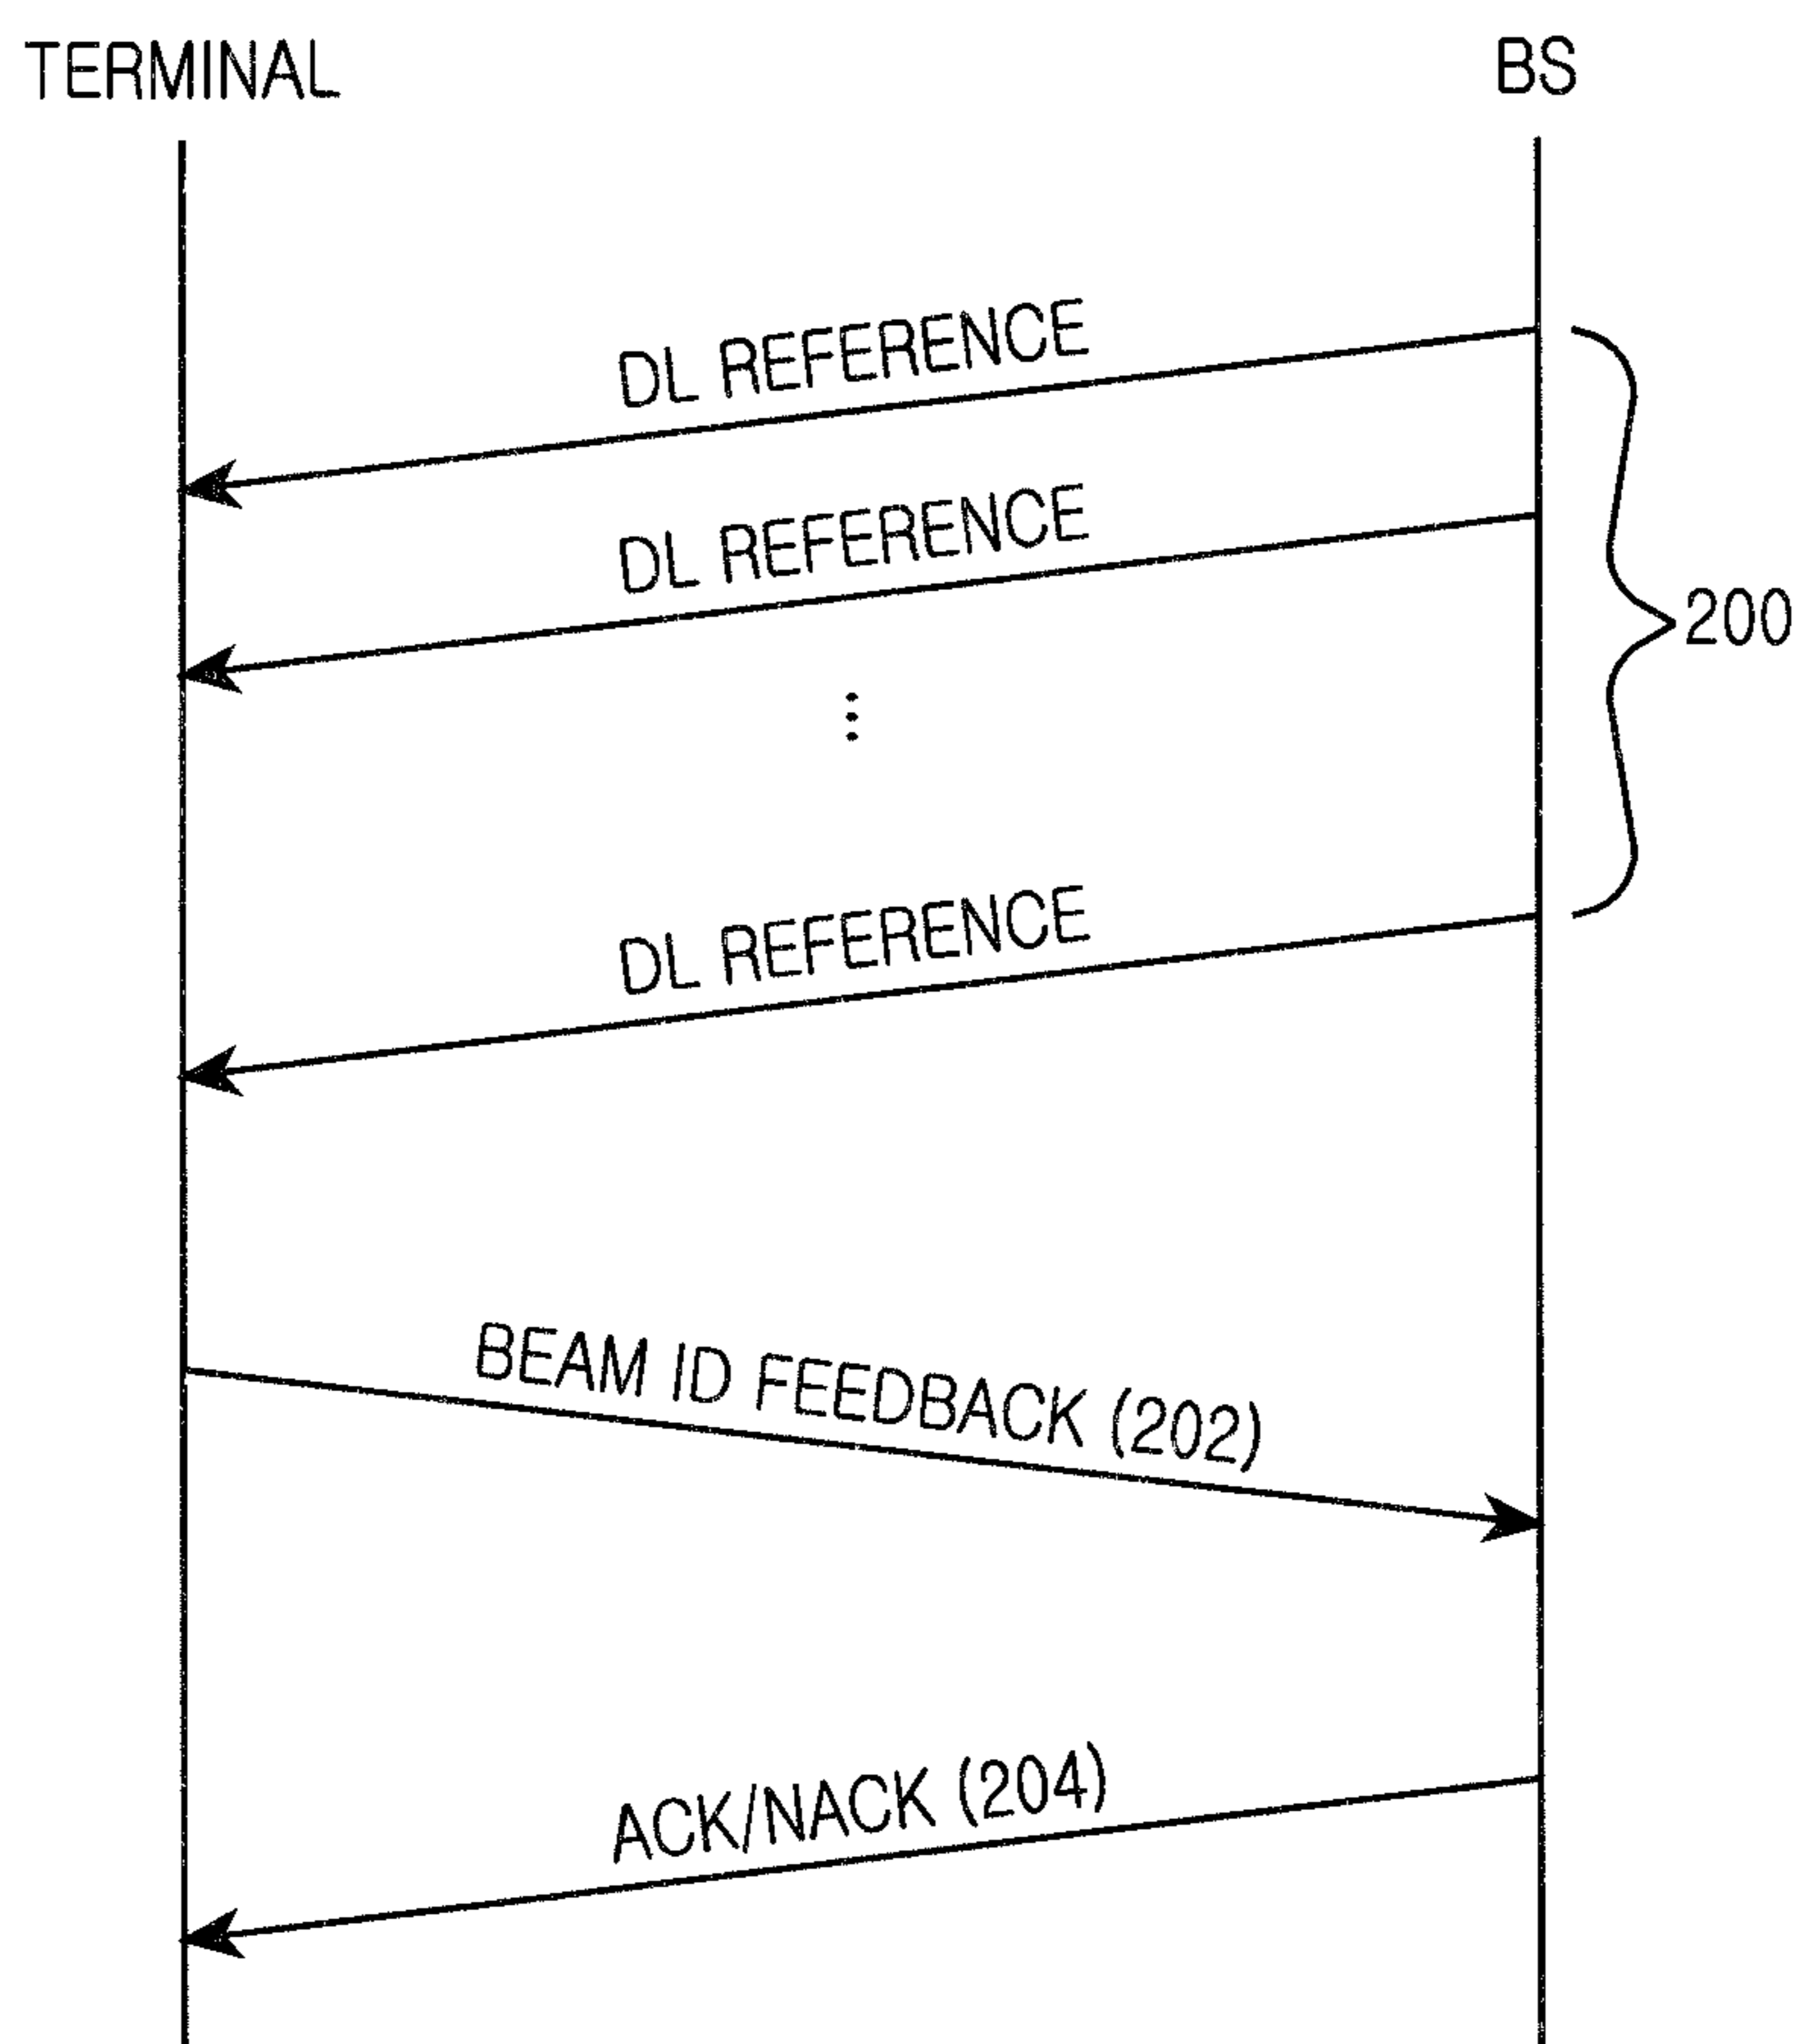 TERMINAL
BS
DL REFERENCE
DL REFERENCE
200
DL REFERENCE
BEAM ID FEEDBACK (202)
ACK/NACK (204)